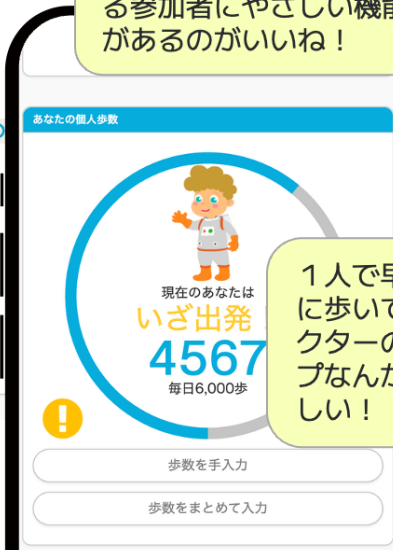 る参加者にやさしい機能
があるのがいいね！
あなたの個人歩数
現在のあなたは
いざ出発
4567
毎日6,000歩
１人で早
に歩いて
クターの
プなんた
しい！
!
歩数を手入力
歩数をまとめて入力